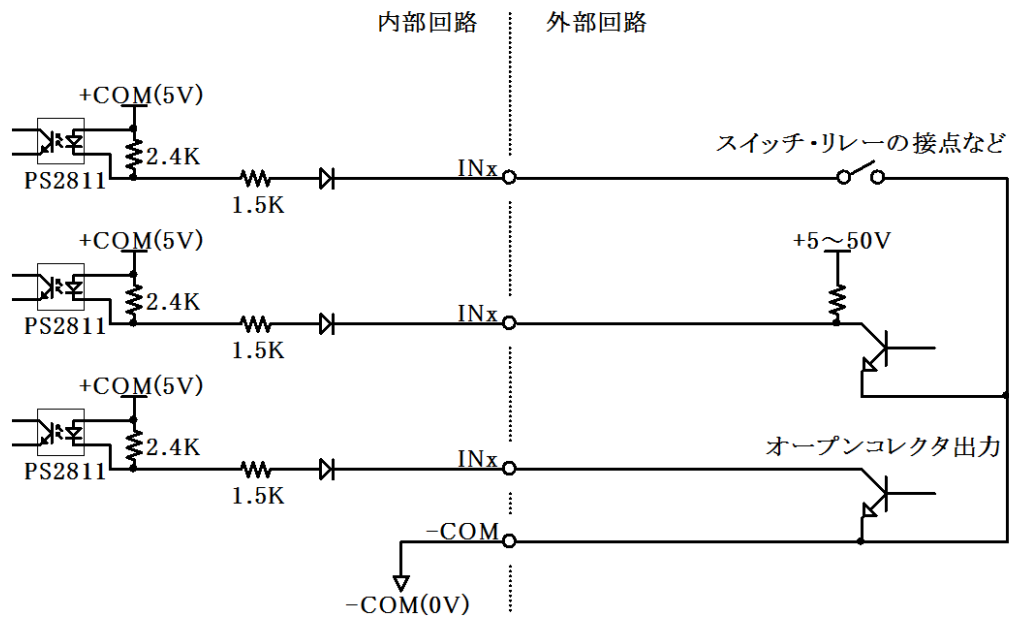 内部回路
外部回路
+COM(5V)
2.4K
PS2811
1.5K
INx
スイッチ・リレーの接点など
+COM(5V)
2.4K
PS2811
1.5K
INx
+5～50V
+COM(5V)
2.4K
PS2811
1.5K
INx
オープンコレクタ出力
-COM
-COM(0V)